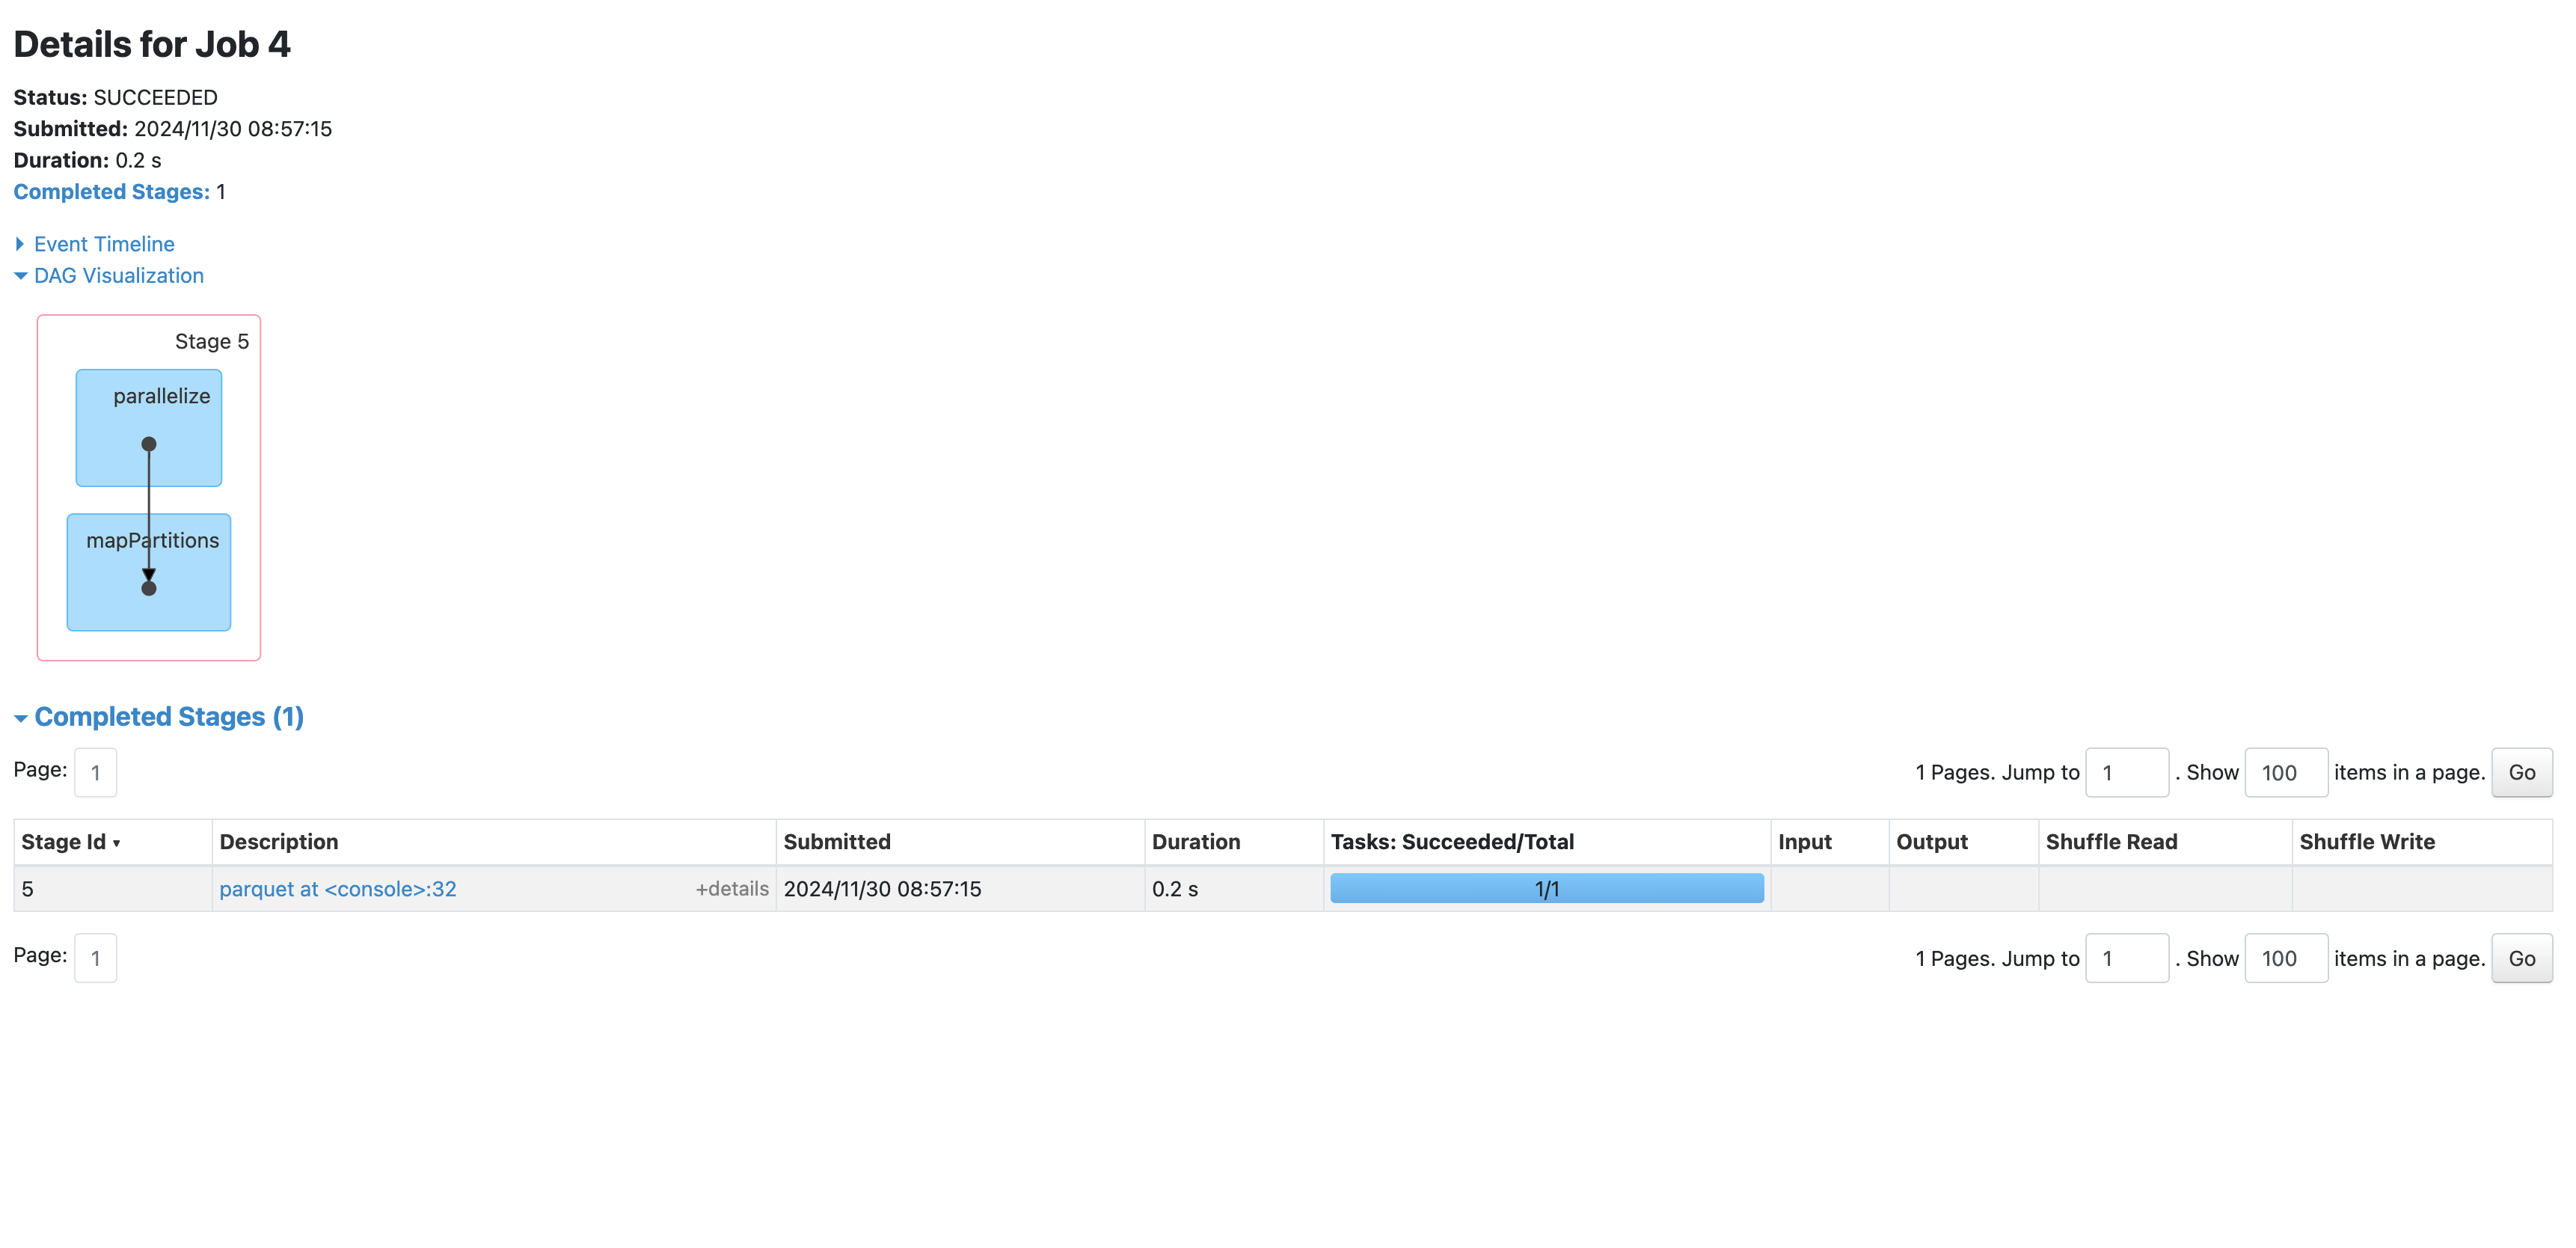 Details for Job 4
Status: SUCCEEDED
Submitted: 2024/11/30 08:57:15
Duration: 0.2 s
Completed Stages: 1
Event Timeline
DAG Visualization
Stage 5
parallelize
mapPartitions
Completed Stages (1)
Page: 1 1 Pages. Jump to 1 . Show 100 items in a page. Go
Stage Id ▾ Description Submitted Duration Tasks: Succeeded/Total Input Output Shuffle Read Shuffle Write
5 parquet at <console>:32 +details 2024/11/30 08:57:15 0.2 s 1/1
Page: 1 1 Pages. Jump to 1 . Show 100 items in a page. Go